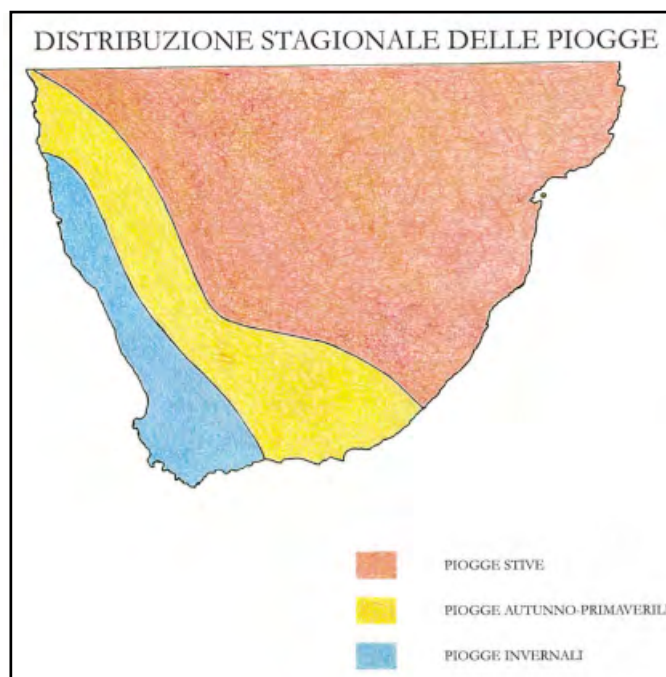 DISTRIBUZIONE STAGIONALE DELLE PIOGGE
PIOGGE STIVE
PIOGGE AUTUNNO-PRIMAVERILI
PIOGGE INVERNALI